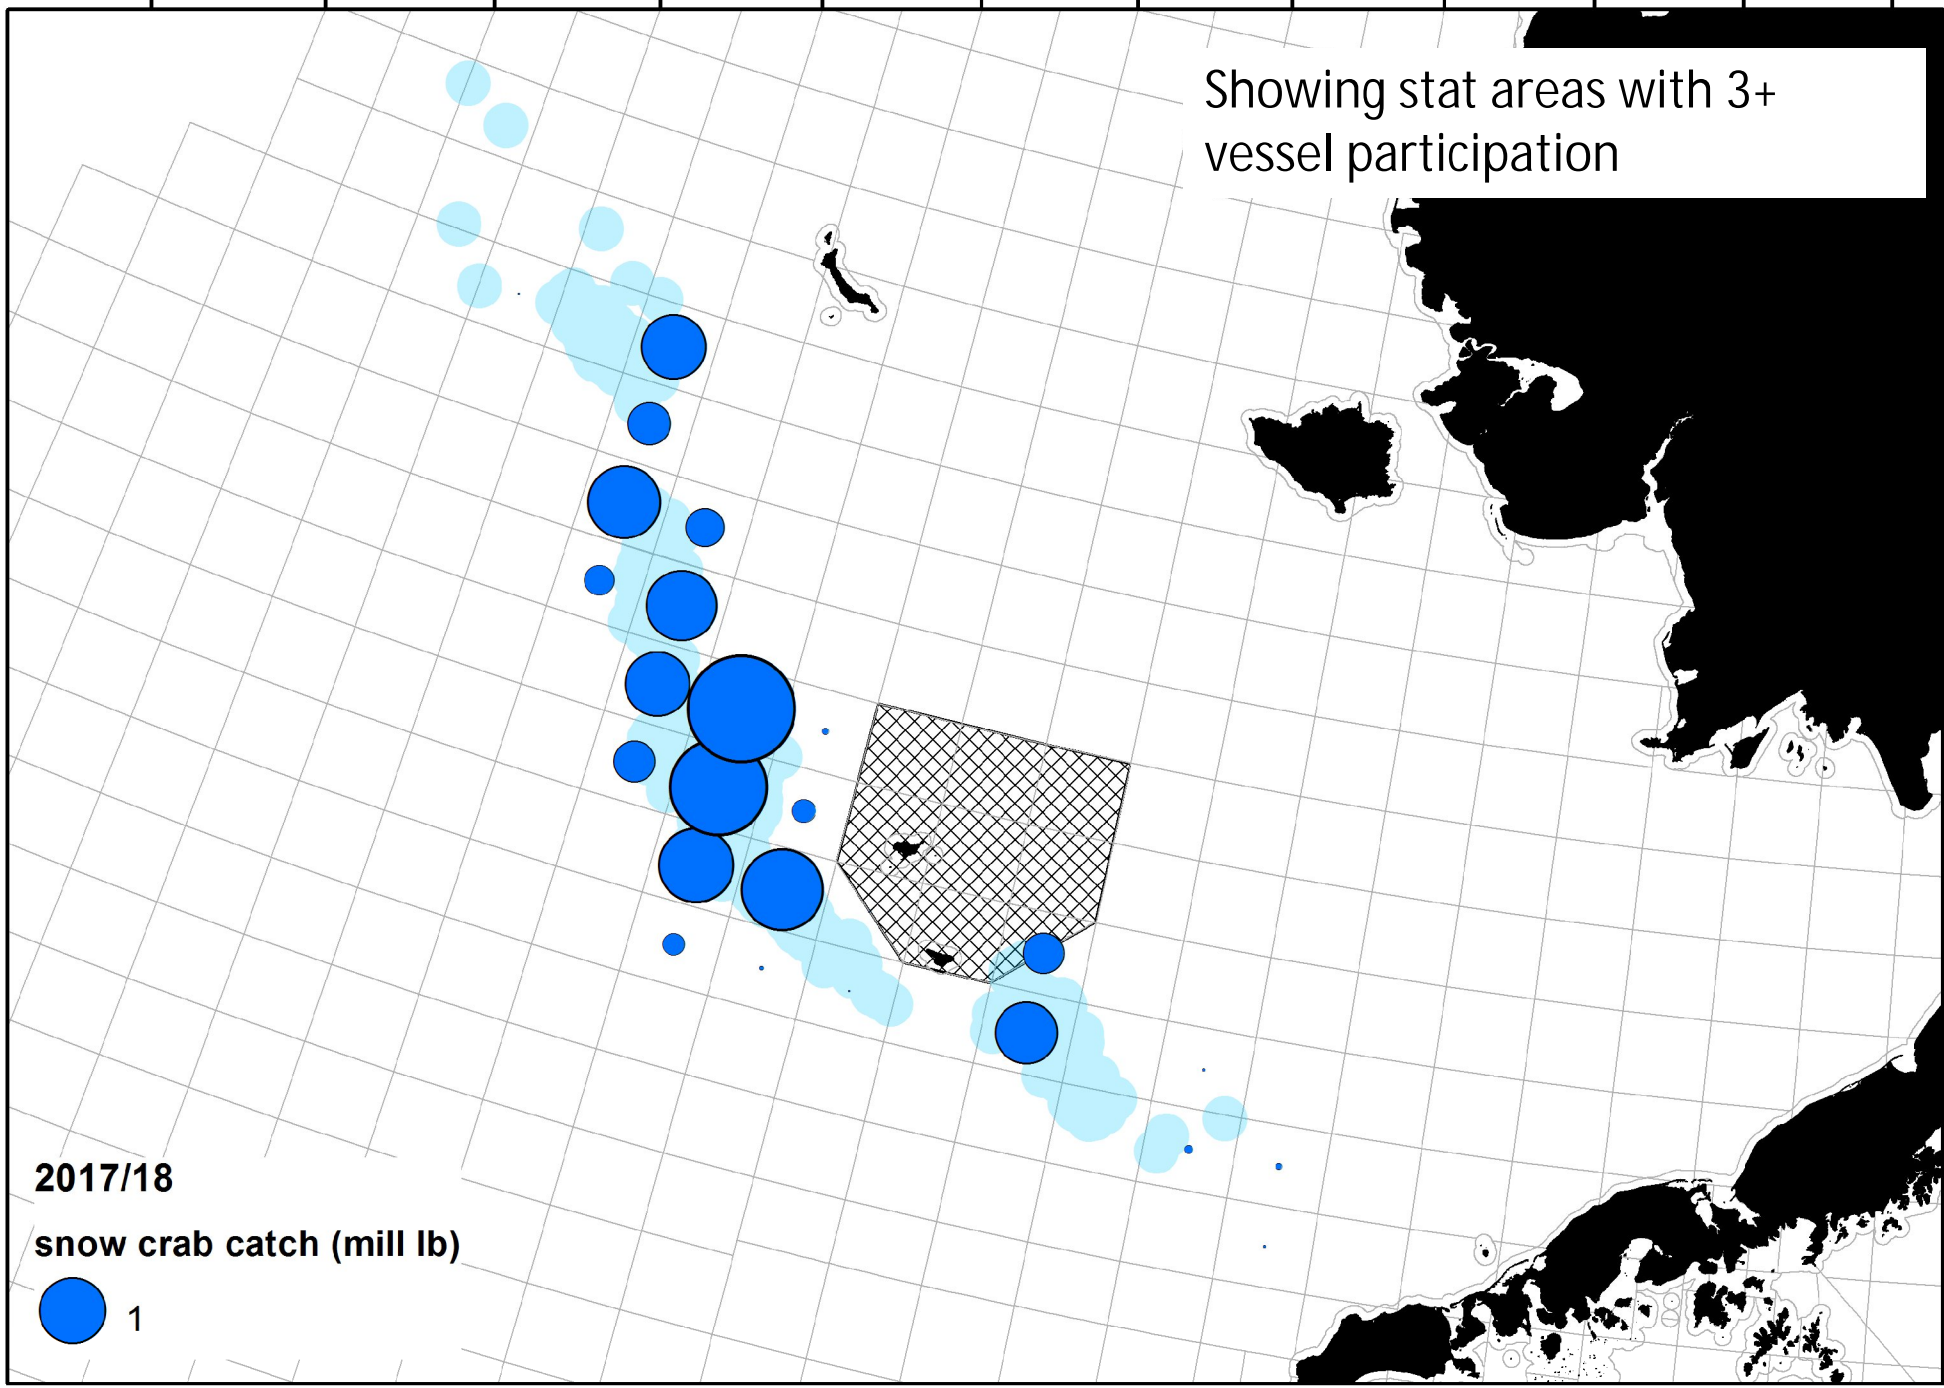 Showing stat areas with 3+
vessel participation
2017/18
snow crab catch (mill lb)
1